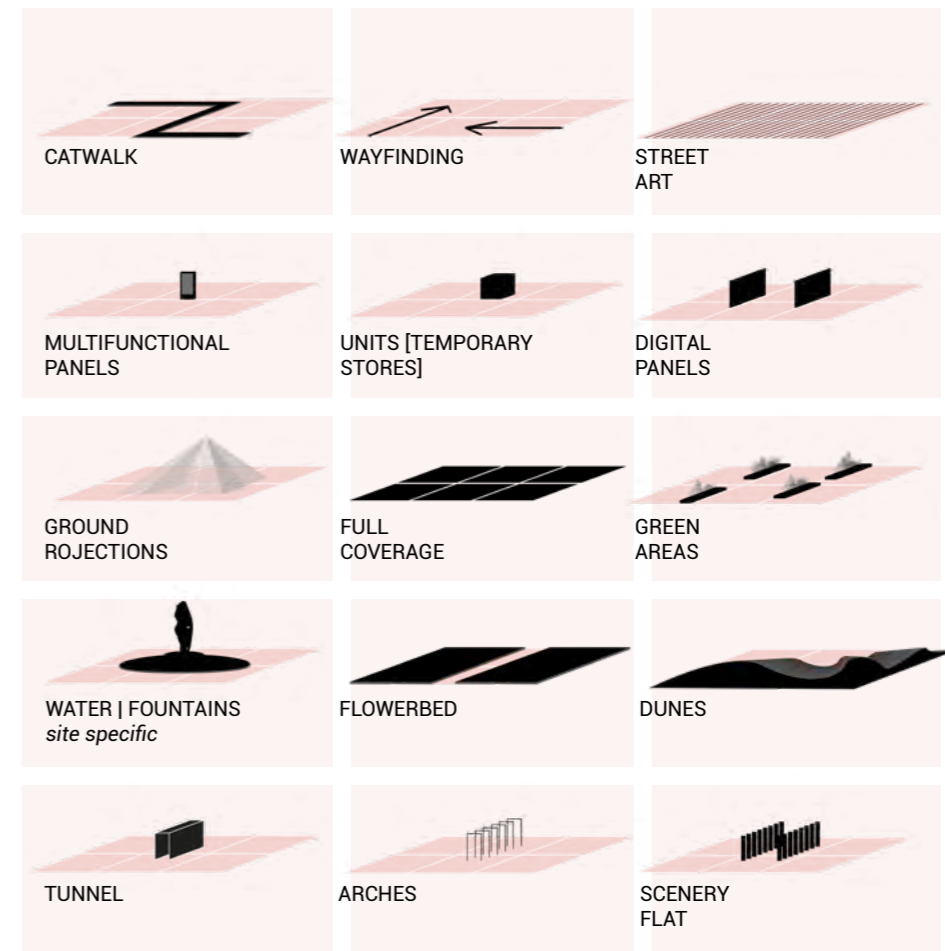 CATWALK
WAYFINDING
STREET
ART
MULTIFUNCTIONAL
PANELS
UNITS [TEMPORARY
STORES]
DIGITAL
PANELS
GROUND
ROJECTIONS
FULL
COVERAGE
GREEN
AREAS
WATER | FOUNTAINS
site specific
FLOWERBED
DUNES
TUNNEL
ARCHES
SCENERY
FLAT